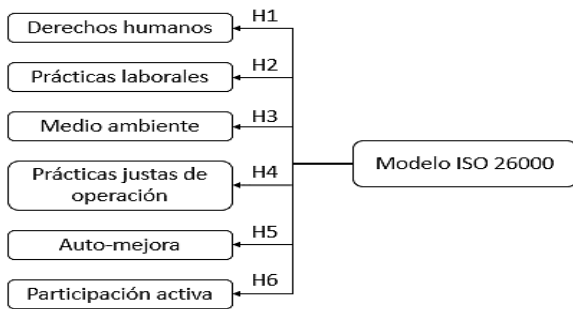 H1
Derechos humanos
H2
Prácticas laborales
H3
Medio ambiente
Modelo ISO 26000
H4
Prácticas justas de
operación
H5
Auto-mejora
H6
Participación activa